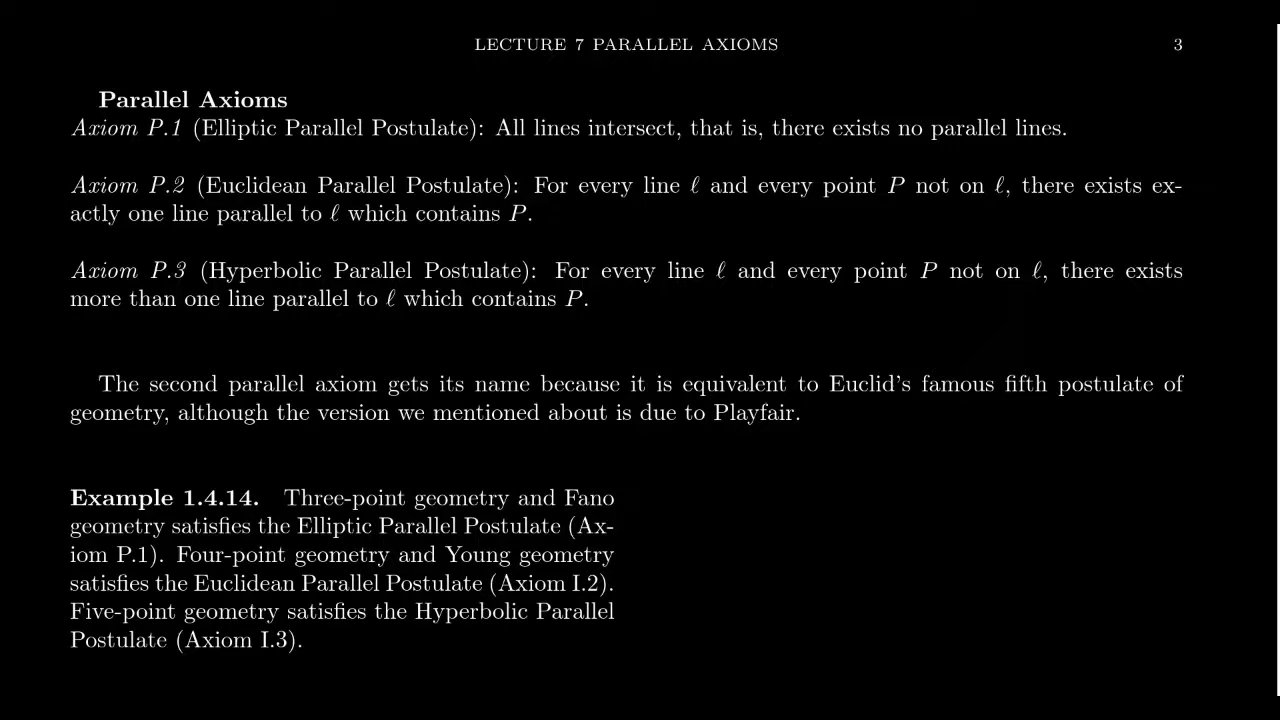 LECTURE 7 PARALLEL AXIOMS 3
Parallel Axioms
Axiom P.1 (Elliptic Parallel Postulate): All lines intersect, that is, there exists no parallel lines.
Axiom P.2 (Euclidean Parallel Postulate): For every line ℓ and every point P not on ℓ, there exists ex-
actly one line parallel to ℓ which contains P.
Axiom P.3 (Hyperbolic Parallel Postulate): For every line ℓ and every point P not on ℓ, there exists
more than one line parallel to ℓ which contains P.
The second parallel axiom gets its name because it is equivalent to Euclid's famous fifth postulate of
geometry, although the version we mentioned about is due to Playfair.
Example 1.4.14. Three-point geometry and Fano
geometry satisfies the Elliptic Parallel Postulate (Ax-
iom P.1). Four-point geometry and Young geometry
satisfies the Euclidean Parallel Postulate (Axiom I.2).
Five-point geometry satisfies the Hyperbolic Parallel
Postulate (Axiom I.3).